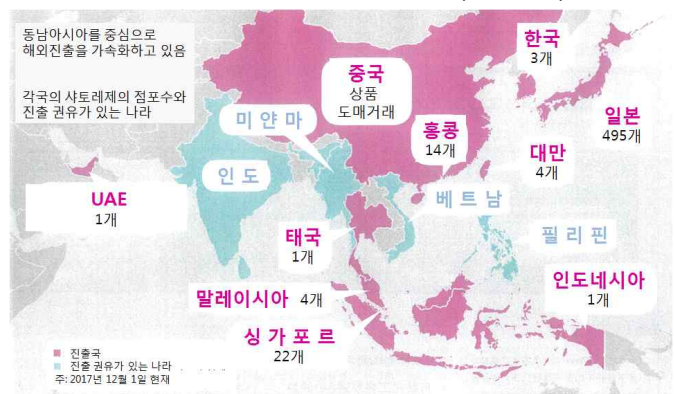 동남아시아를 중심으로
해외진출을 가속화하고 있음
각국의 샤토레제의 점포수와
진출 권유가 있는 나라
한국
3개
중국
상품
도매거래
일본
495개
미 얀 마
홍콩
14개
대만
4개
인 도
UAE
1개
베 트 남
태국
1개
필 리 핀
말레이시아 4개
인도네시아
1개
싱 가 포 르
22개
진출국
진출 권유가 있는 나라
주: 2017년 12월 1일 현재